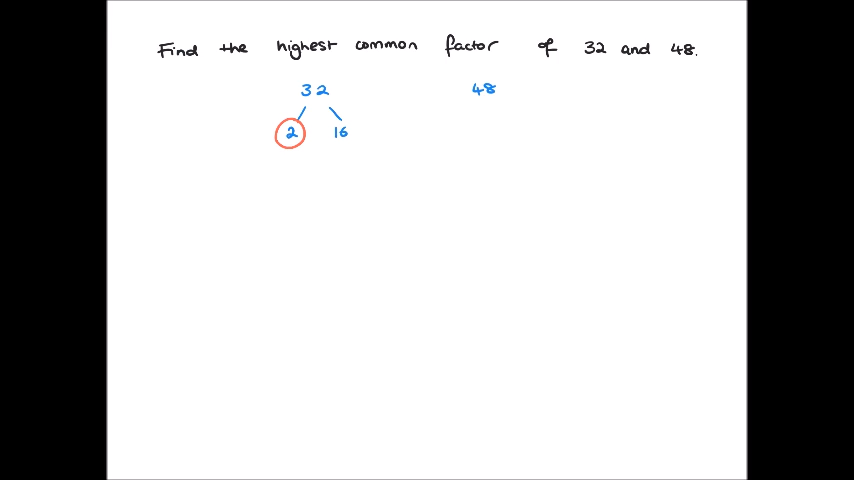 Find the highest common factor of 32 and 48.
32 48
2 16